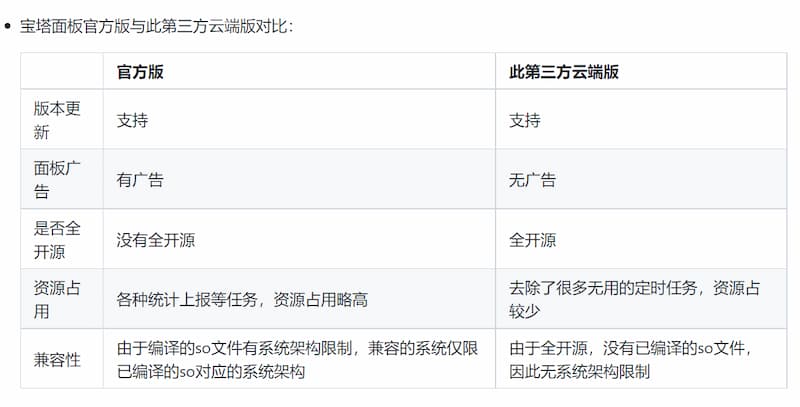 宝塔面板官方版与此第三方云端版对比：
官方版 此第三方云端版
版本更
新 支持 支持
面板广
告 有广告 无广告
是否全
开源 没有全开源 全开源
资源占
用 各种统计上报等任务，资源占用略高 去除了很多无用的定时任务，资源占
较少
兼容性 由于编译的so文件有系统架构限制，兼容的系统仅限
已编译的so对应的系统架构 由于全开源，没有已编译的so文件，
因此无系统架构限制